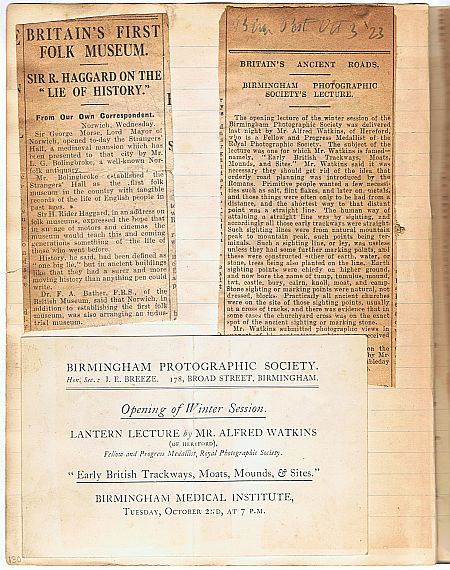 BRITAIN'S FIRST
FOLK MUSEUM.
SIR R. HAGGARD ON THE
"LIE OF HISTORY."
From Our Own Correspondent.
Norwich, Wednesday.
Sir George Morse, Lord Mayor of
Norwich, opened to-day the Strangers'
Hall, a mediæval mansion which has
been presented to that city by Mr.
L. G. Bolingbroke, a well-known Nor-
folk antiquary.
Mr. Bolingbroke established the
Strangers' Hall as the first folk
museum in the country with tangible
records of the life of English people in
past ages.
Sir H. Rider Haggard, in an address on
folk museums, expressed the hope that
in an age of motors and cinemas the
museum would teach this and coming
generations something of the life of
those who went before them.
History, he said, had been defined as
"one big lie," but in ancient buildings
like that they had a surer and more
moving history than anything pen could
write.
Dr. F. A. Bather, F.R.S., of the
British Museum, said that Norwich, in
addition to establishing the first folk
museum, was also arranging an indus-
trial museum.
Birm Post Oct 3 '23
BRITAIN'S ANCIENT ROADS.
BIRMINGHAM PHOTOGRAPHIC
SOCIETY'S LECTURE.
The opening lecture of the winter session of the
Birmingham Photographic Society was delivered
last night by Mr. Alfred Watkins, of Hereford,
who is a Fellow and Progress Medallist of the
Royal Photographic Society. The subject of the
lecture was one for which Mr. Watkins is famed—
namely, "Early British Trackways, Moats,
Mounds, and Sites." Mr. Watkins said it was
necessary they should get rid of the idea that
orderly road planning was introduced by the
Romans. Primitive people wanted a few necessi-
ties such as salt, flint flakes, and later on, metals,
and those things were often only to be had from a
distance, and the shortest way to that distant
point was a straight line. The human way of
attaining a straight line was by sighting, and
accordingly all these early trackways were straight.
Such sighting lines were from natural mountain
peak to mountain peak, such points being ter-
minals. Such a sighting line, or ley, was useless
unless they had some further marking points, and
these were constructed either of earth, water, or
stone, trees being also planted on the line. Earth
sighting points were chiefly on higher ground,
and now bore the names of tump, tumulus, mound,
twt, castle, bury, cairn, knoll, moat, and camp.
Stone sighting or marking points were natural, not
dressed, blocks. Practically all ancient churches
were on the site of those sighting points, usually
at a cross of tracks, and there was evidence that in
some cases the churchyard cross was on the exact
spot of the ancient sighting or marking stone.
Mr. Watkins submitted photographic views in
BIRMINGHAM PHOTOGRAPHIC SOCIETY.
Hon. Sec.: J. E. BREEZE. 178, BROAD STREET, BIRMINGHAM.
Opening of Winter Session.
LANTERN LECTURE by MR. ALFRED WATKINS
(OF HEREFORD),
Fellow and Progress Medallist, Royal Photographic Society.
"Early British Trackways, Moats, Mounds, & Sites."
BIRMINGHAM MEDICAL INSTITUTE,
TUESDAY, OCTOBER 2ND, AT 7 P.M.
130